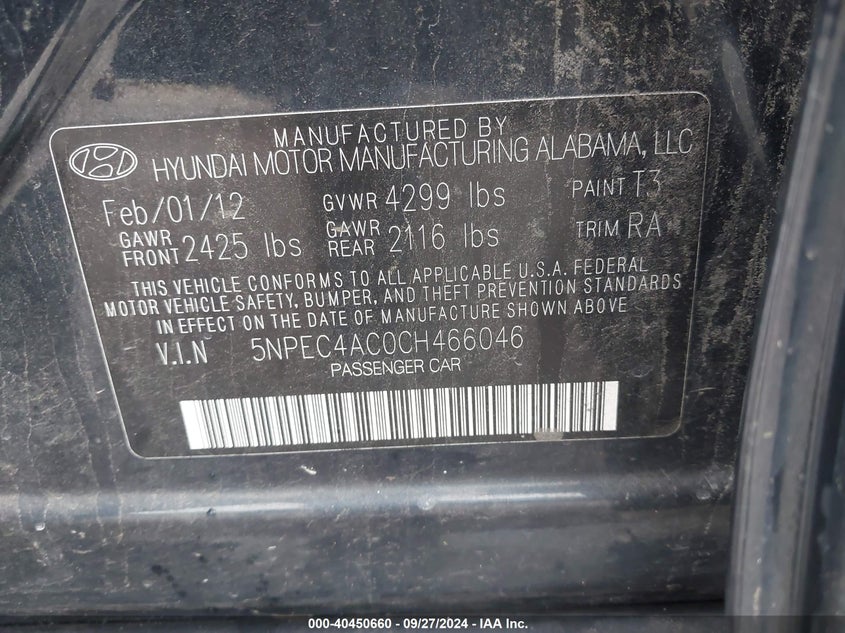 MANUFACTURED BY
HYUNDAI MOTOR MANUFACTURING ALABAMA, LLC
Feb/01/12 GVWR 4299 lbs PAINT T3
GAWR FRONT 2425 lbs GAWR REAR 2116 lbs TRIM RA
THIS VEHICLE CONFORMS TO ALL APPLICABLE U.S.A. FEDERAL
MOTOR VEHICLE SAFETY, BUMPER, AND THEFT PREVENTION STANDARDS
IN EFFECT ON THE DATE OF MANUFACTURE SHOWN ABOVE
V.I.N 5NPEC4AC0CH466046
PASSENGER CAR
000-40450660 - 09/27/2024 - IAA Inc.